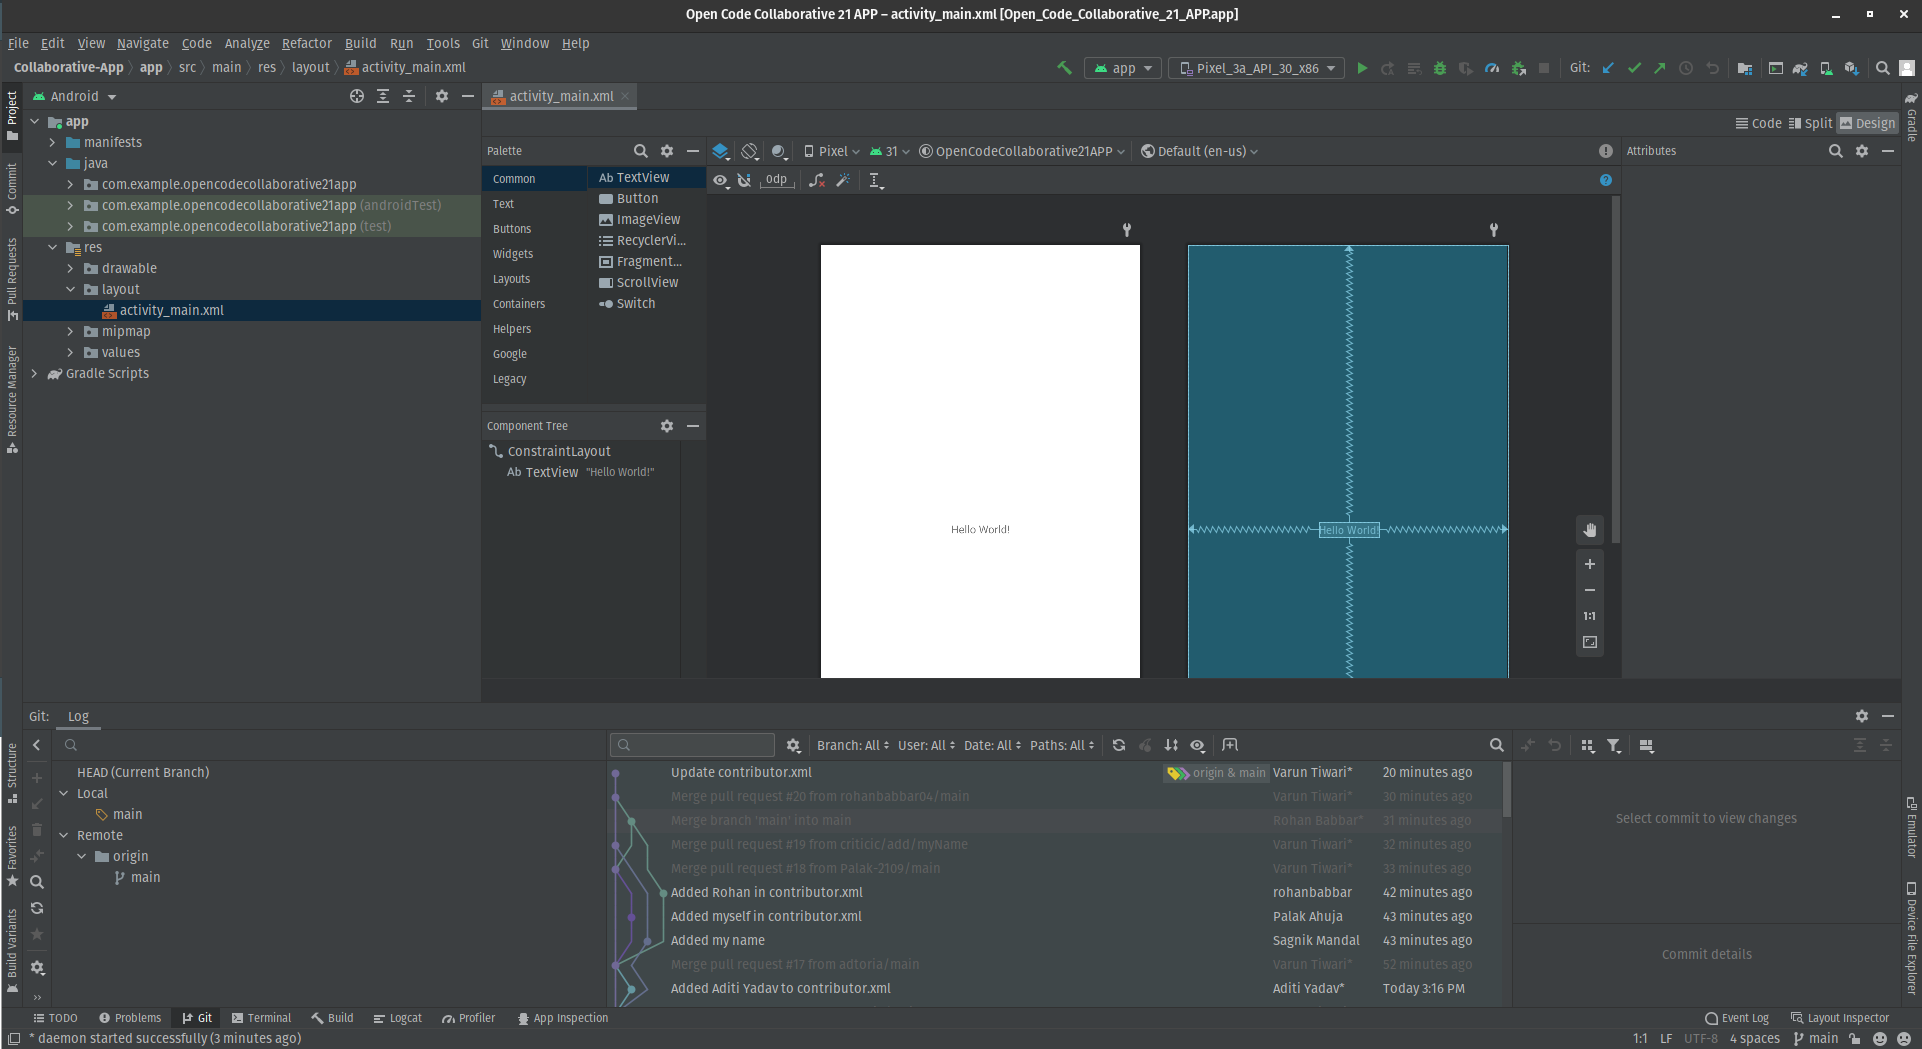 Open Code Collaborative 21 APP – activity_main.xml [Open_Code_Collaborative_21_APP.app]
File Edit View Navigate Code Analyze Refactor Build Run Tools Git Window Help
Collaborative-App app src main res layout activity_main.xml
app Pixel_3a_API_30_x86 Git:
Project
Commit
Pull Requests
Resource Manager
Structure
Favorites
Build Variants
Android
app
manifests
java
com.example.opencodecollaborative21app
com.example.opencodecollaborative21app (androidTest)
com.example.opencodecollaborative21app (test)
res
drawable
layout
activity_main.xml
mipmap
values
Gradle Scripts
activity_main.xml
Code Split Design
Palette
Common
Text
Buttons
Widgets
Layouts
Containers
Helpers
Google
Legacy
Ab TextView
Button
ImageView
RecyclerVi...
Fragment...
ScrollView
Switch
Component Tree
ConstraintLayout
Ab TextView "Hello World!"
Pixel 31 OpenCodeCollaborative21APP Default (en-us)
0dp
Hello World!
Hello World!
1:1
Attributes
Gradle
Emulator
Device File Explorer
Git: Log
HEAD (Current Branch)
Local
main
Remote
origin
main
Branch: All User: All Date: All Paths: All
Update contributor.xml origin & main Varun Tiwari* 20 minutes ago
Merge pull request #20 from rohanbabbar04/main Varun Tiwari* 30 minutes ago
Merge branch 'main' into main Rohan Babbar* 31 minutes ago
Merge pull request #19 from criticic/add/myName Varun Tiwari* 32 minutes ago
Merge pull request #18 from Palak-2109/main Varun Tiwari* 33 minutes ago
Added Rohan in contributor.xml rohanbabbar 42 minutes ago
Added myself in contributor.xml Palak Ahuja 43 minutes ago
Added my name Sagnik Mandal 43 minutes ago
Merge pull request #17 from adtoria/main Varun Tiwari* 52 minutes ago
Added Aditi Yadav to contributor.xml Aditi Yadav* Today 3:16 PM
Select commit to view changes
Commit details
TODO Problems Git Terminal Build Logcat Profiler App Inspection Event Log Layout Inspector
* daemon started successfully (3 minutes ago) 1:1 LF UTF-8 4 spaces main